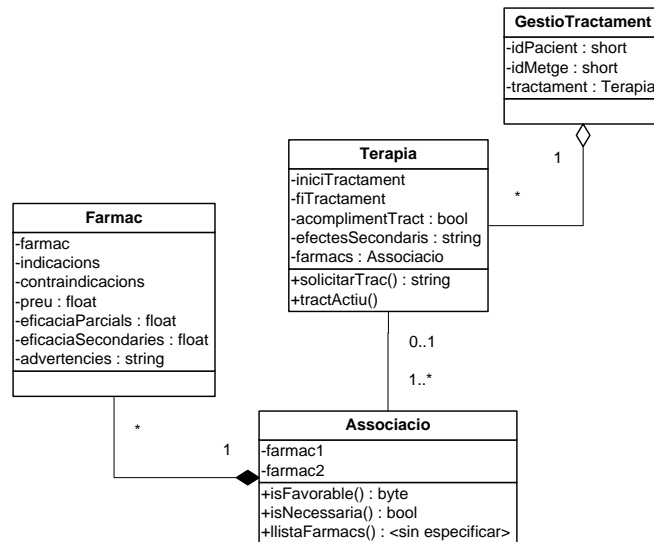 GestioTractament
-idPacient : short
-idMetge : short
-tractament : Terapia
1
*
Terapia
-iniciTractament
-fiTractament
-acomplimentTract : bool
-efectesSecondaris : string
-farmacs : Associacio
+solicitarTrac() : string
+tractActiu()
0..1
1..*
Farmac
-farmac
-indicacions
-contraindicacions
-preu : float
-eficaciaParcials : float
-eficaciaSecondaries : float
-advertencies : string
*
1
Associacio
-farmac1
-farmac2
+isFavorable() : byte
+isNecessaria() : bool
+llistaFarmacs() : <sin especificar>